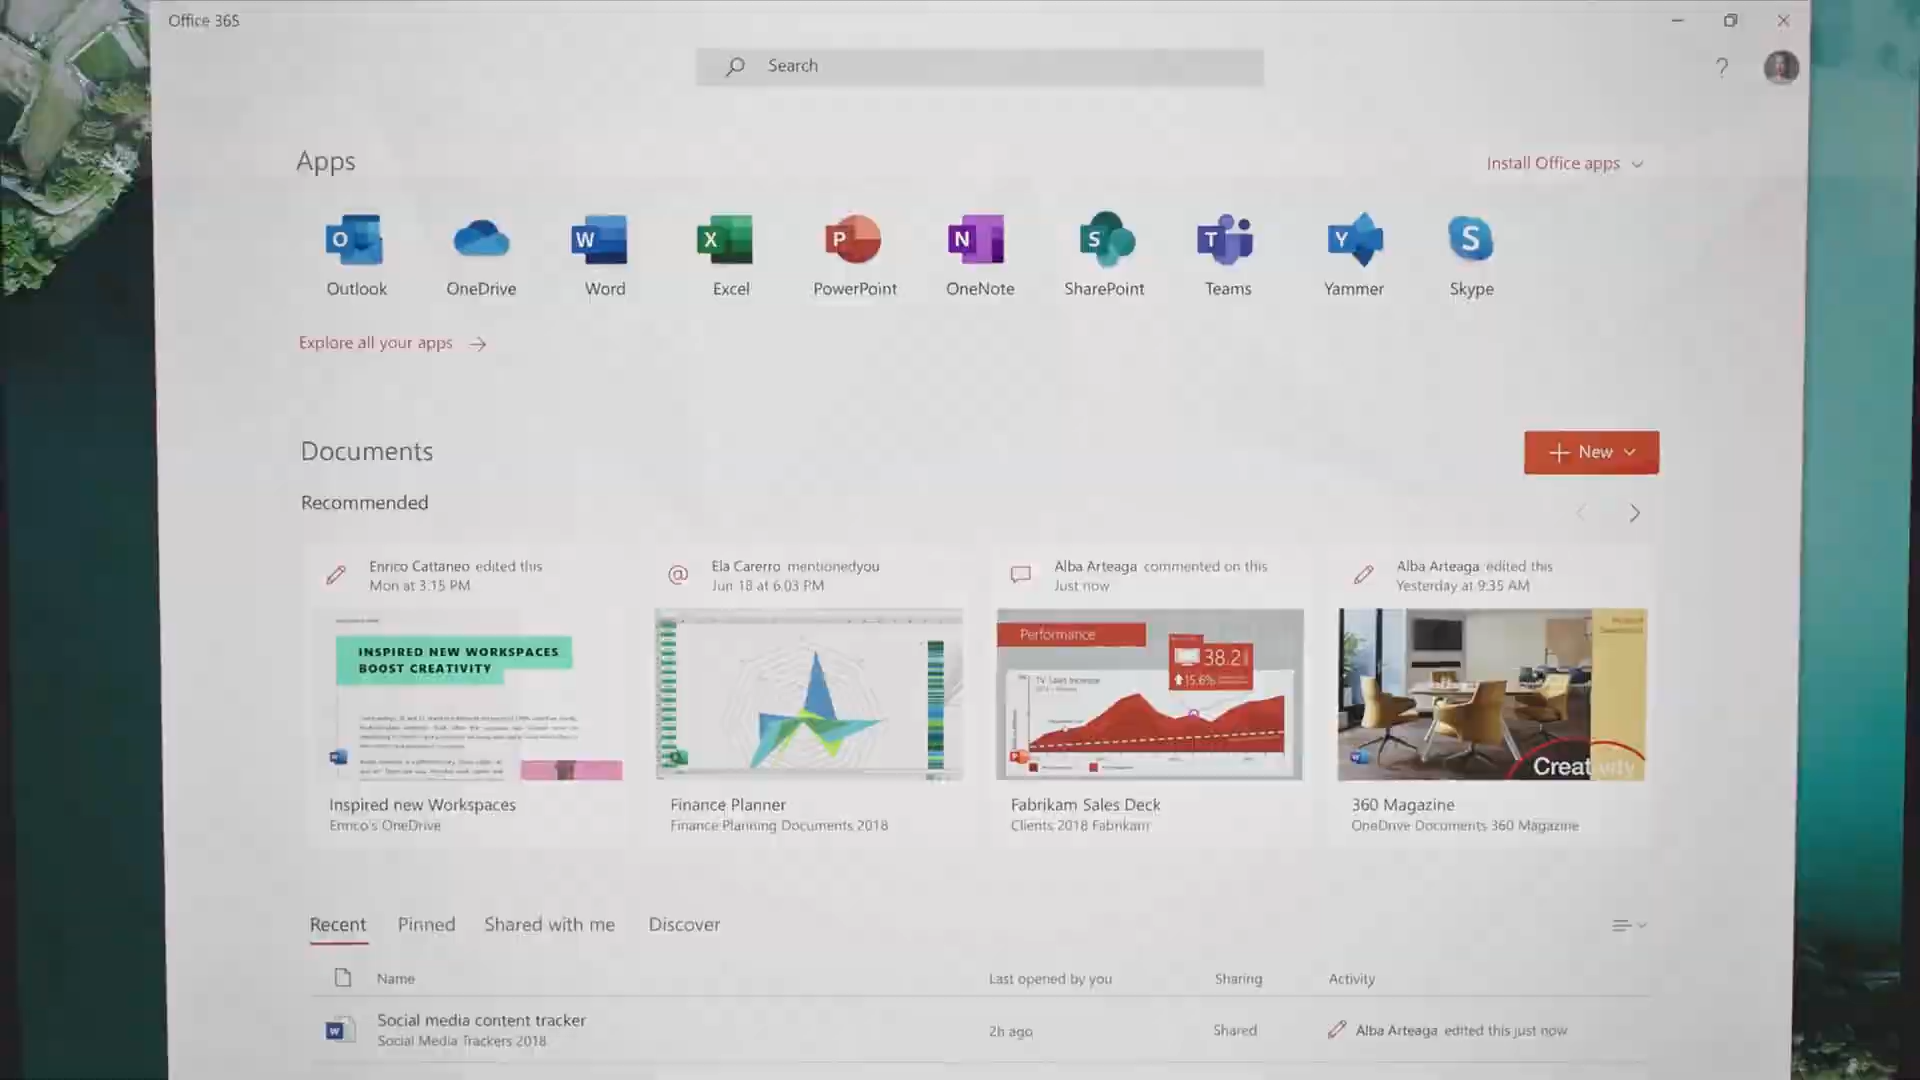 Office 365
Search
?
Apps
Install Office apps
O
W
X
P
N
S
T
Y
S
Outlook
OneDrive
Word
Excel
PowerPoint
OneNote
SharePoint
Teams
Yammer
Skype
Explore all your apps
Documents
New
Recommended
Enrico Cattaneo edited this
Mon at 3.15 PM
@
Ela Carerro mentionedyou
Jun 18 at 6.03 PM
Alba Arteaga commented on this
Just now
Alba Arteaga edited this
Yesterday at 9:35 AM
INSPIRED NEW WORKSPACES
BOOST CREATIVITY
Performance
38.2
15.6%
TV Sales Increase
Creativity
Inspired new Workspaces
Enrico's OneDrive
Finance Planner
Finance Planning Documents 2018
Fabrikam Sales Deck
Clients 2018 Fabrikam
360 Magazine
OneDrive Documents 360 Magazine
Recent
Pinned
Shared with me
Discover
Name
Last opened by you
Sharing
Activity
W
Social media content tracker
Social Media Trackers 2018
2h ago
Shared
Alba Arteaga edited this just now